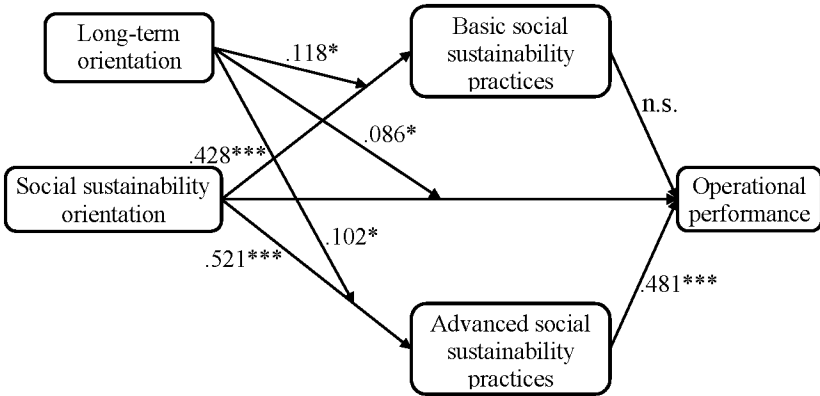 Long-term
orientation
Basic social
sustainability
practices
.118*
n.s.
.086*
.428***
Social sustainability
orientation
Operational
performance
.102*
.521***
.481***
Advanced social
sustainability
practices